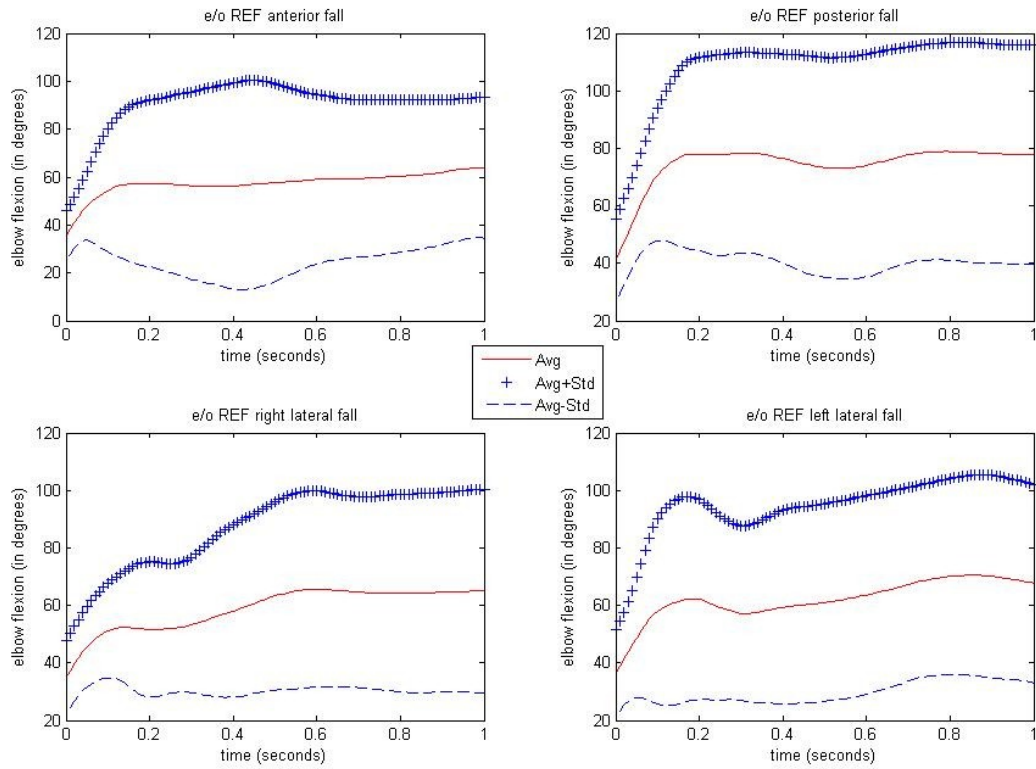 e/o REF anterior fall
120
100
80
60
40
20
0
elbow flexion (in degrees)
0 0.2 0.4 0.6 0.8 1
time (seconds)
e/o REF posterior fall
120
100
80
60
40
20
elbow flexion (in degrees)
0 0.2 0.4 0.6 0.8 1
time (seconds)
Avg
Avg+Std
Avg-Std
e/o REF right lateral fall
120
100
80
60
40
20
elbow flexion (in degrees)
0 0.2 0.4 0.6 0.8 1
time (seconds)
e/o REF left lateral fall
120
100
80
60
40
20
elbow flexion (in degrees)
0 0.2 0.4 0.6 0.8 1
time (seconds)